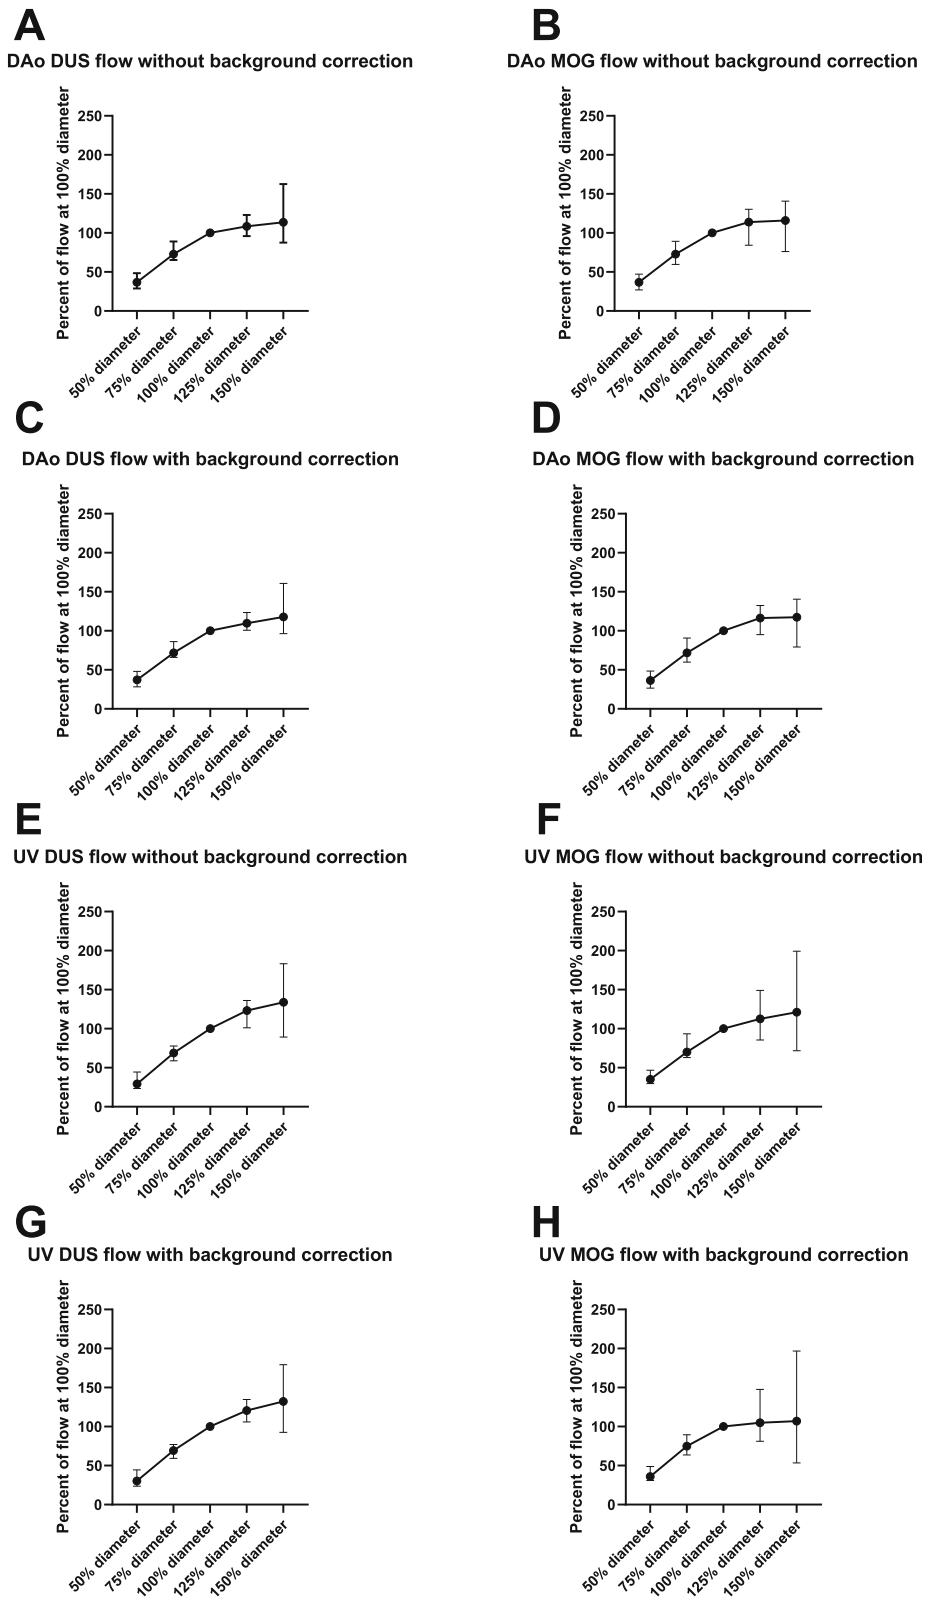 A
DAo DUS flow without background correction
Percent of flow at 100% diameter
250
200
150
100
50
0
50% diameter
75% diameter
100% diameter
125% diameter
150% diameter
B
DAo MOG flow without background correction
Percent of flow at 100% diameter
250
200
150
100
50
0
50% diameter
75% diameter
100% diameter
125% diameter
150% diameter
C
DAo DUS flow with background correction
Percent of flow at 100% diameter
250
200
150
100
50
0
50% diameter
75% diameter
100% diameter
125% diameter
150% diameter
D
DAo MOG flow with background correction
Percent of flow at 100% diameter
250
200
150
100
50
0
50% diameter
75% diameter
100% diameter
125% diameter
150% diameter
E
UV DUS flow without background correction
Percent of flow at 100% diameter
250
200
150
100
50
0
50% diameter
75% diameter
100% diameter
125% diameter
150% diameter
F
UV MOG flow without background correction
Percent of flow at 100% diameter
250
200
150
100
50
0
50% diameter
75% diameter
100% diameter
125% diameter
150% diameter
G
UV DUS flow with background correction
Percent of flow at 100% diameter
250
200
150
100
50
0
50% diameter
75% diameter
100% diameter
125% diameter
150% diameter
H
UV MOG flow with background correction
Percent of flow at 100% diameter
250
200
150
100
50
0
50% diameter
75% diameter
100% diameter
125% diameter
150% diameter